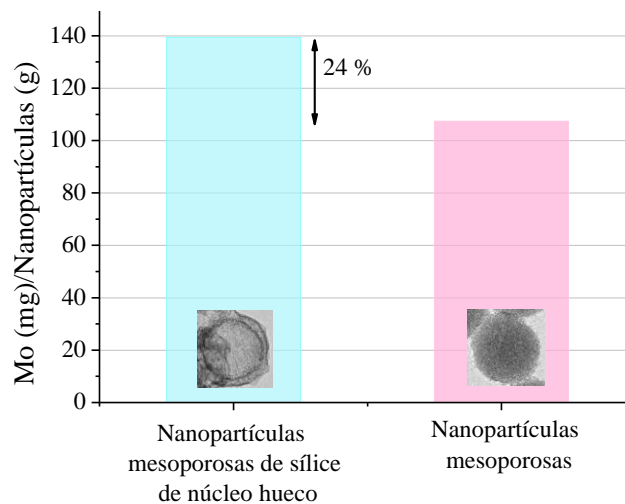 Mo (mg)/Nanopartículas (g)
140
120
100
80
60
40
20
0
24 %
Nanopartículas
mesoporosas de sílice
de núcleo hueco
Nanopartículas
mesoporosas